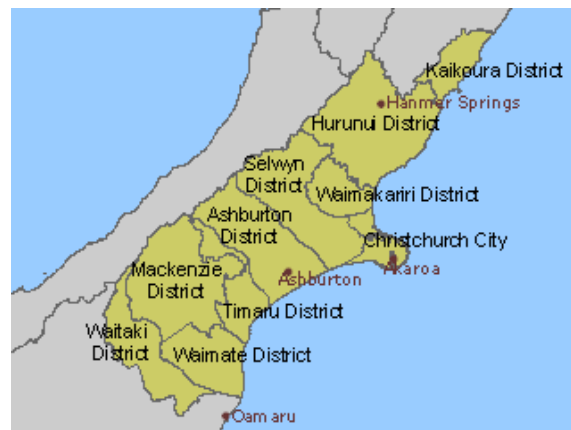 Kaikoura District
Hanmer Springs
Hurunui District
Selwyn
District
Waimakariri District
Ashburton
District
Christchurch City
Akaroa
Ashburton
Mackenzie
District
Timaru District
Waitaki
District
Waimate District
Oamaru